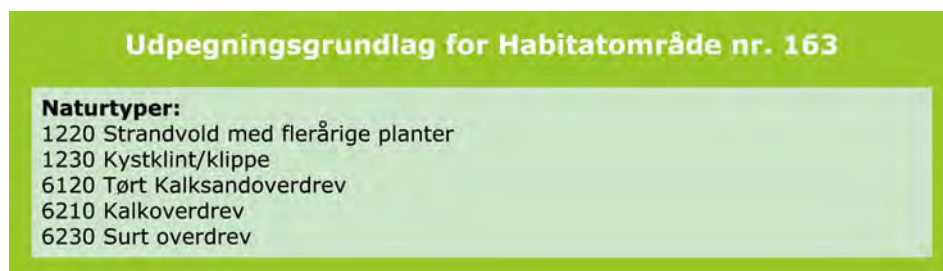 Udpegningsgrundlag for Habitatområde nr. 163
Naturtyper:
1220 Strandvold med flerårige planter
1230 Kystklint/klippe
6120 Tørt Kalksandoverdrev
6210 Kalkoverdrev
6230 Surt overdrev